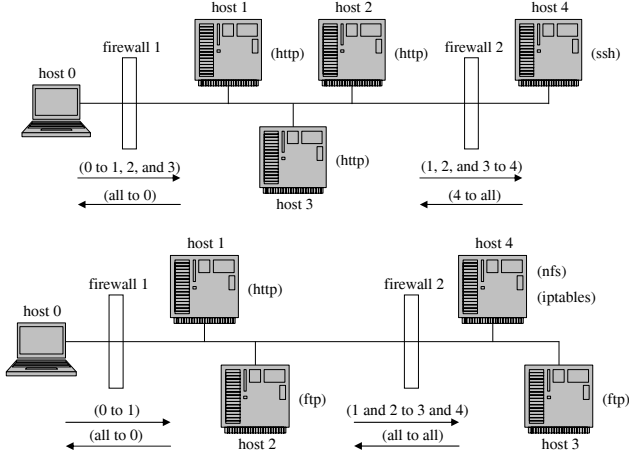 host 1
host 2
host 4
firewall 1
firewall 2
(http)
(http)
(ssh)
host 0
(http)
(0 to 1, 2, and 3)
(1, 2, and 3 to 4)
(all to 0)
(4 to all)
host 3
host 1
host 4
firewall 1
(http)
firewall 2
(nfs)
(iptables)
host 0
(ftp)
(ftp)
(0 to 1)
(1 and 2 to 3 and 4)
(all to 0)
(all to all)
host 2
host 3